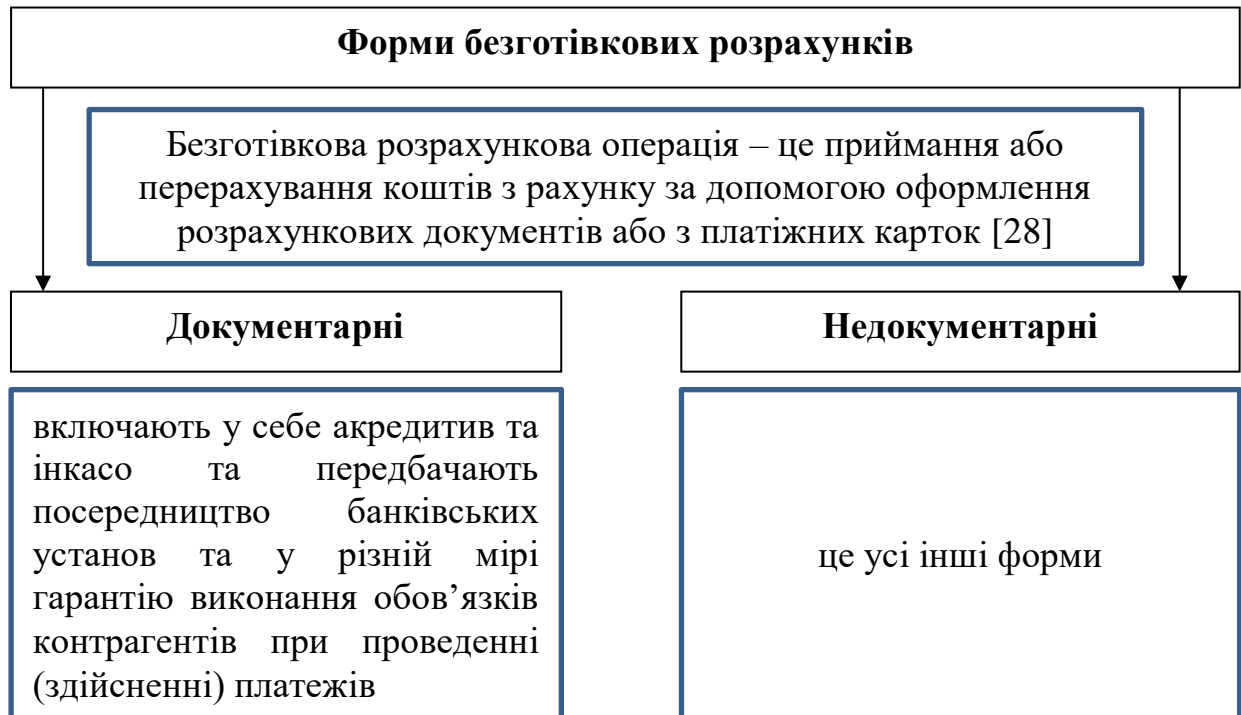 Форми безготівкових розрахунків
Безготівкова розрахункова операція – це приймання або
перерахування коштів з рахунку за допомогою оформлення
розрахункових документів або з платіжних карток [28]
Документарні
Недокументарні
включають у себе акредитив та
інкасо та передбачають
посередництво банківських
установ та у різній мірі
гарантію виконання обов’язків
контрагентів при проведенні
(здійсненні) платежів
це усі інші форми